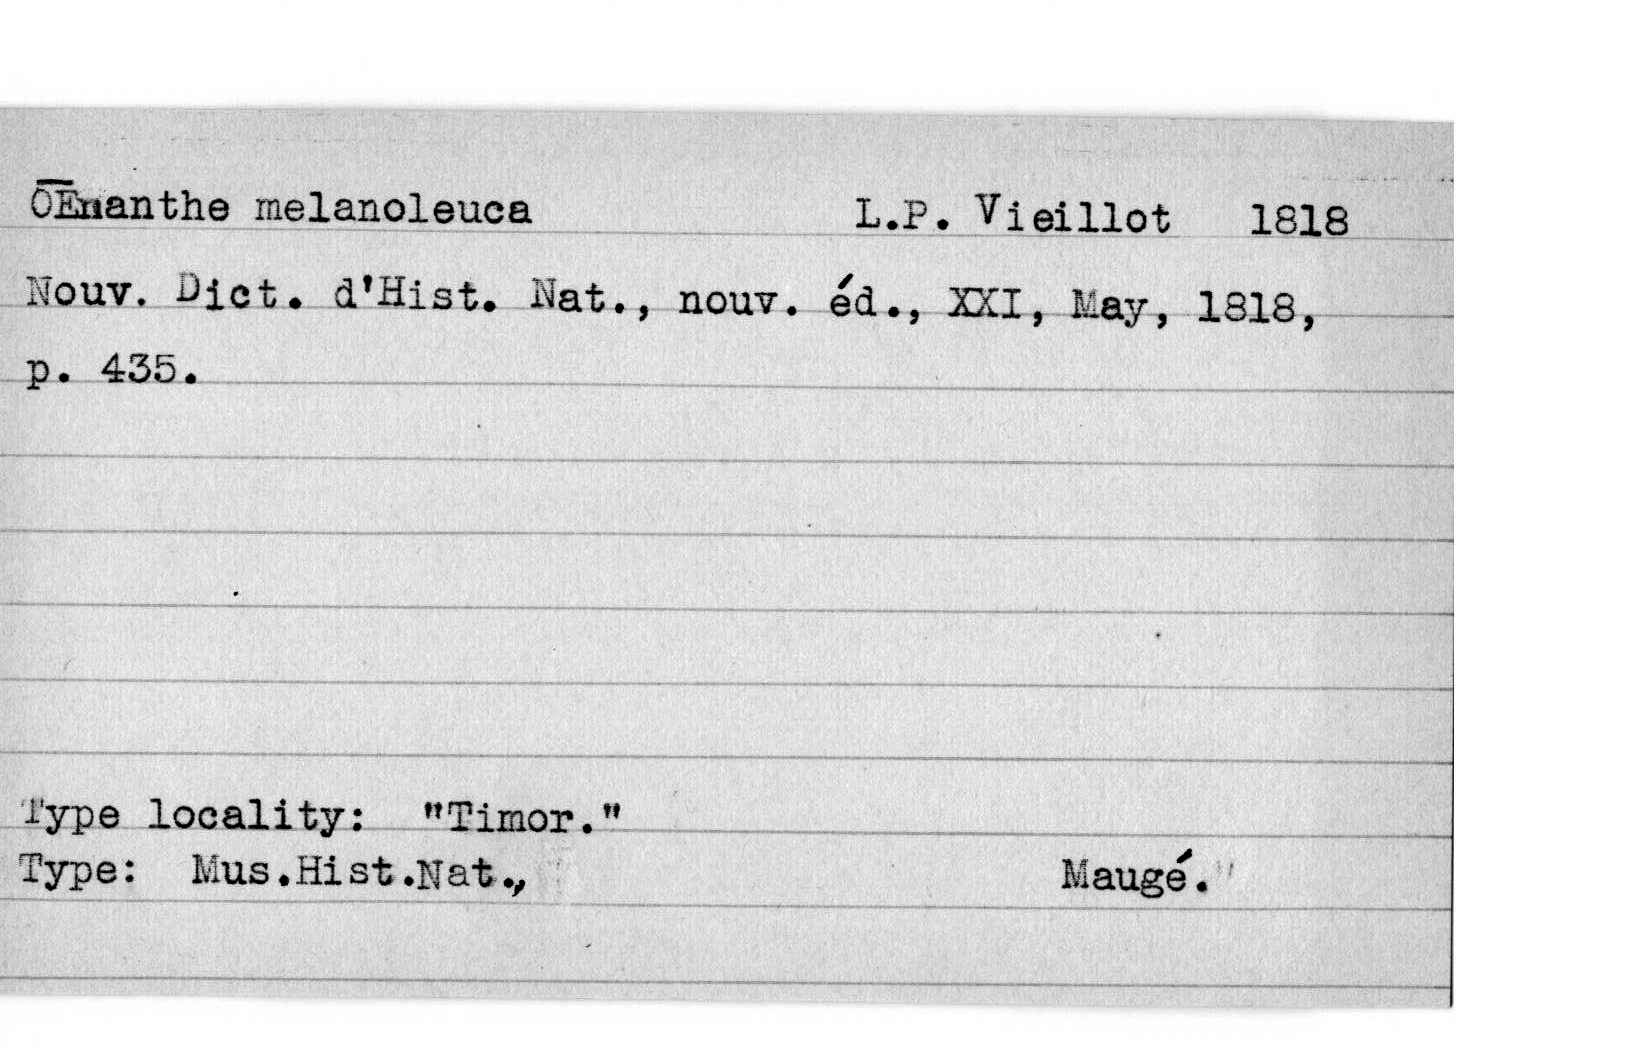 OEnanthe melanoleuca L.P. Vieillot 1818
Nouv. Dict. d'Hist. Nat., nouv. éd., XXI, May, 1818,
p. 435.
Type locality: "Timor."
Type: Mus.Hist.Nat., Maugé."